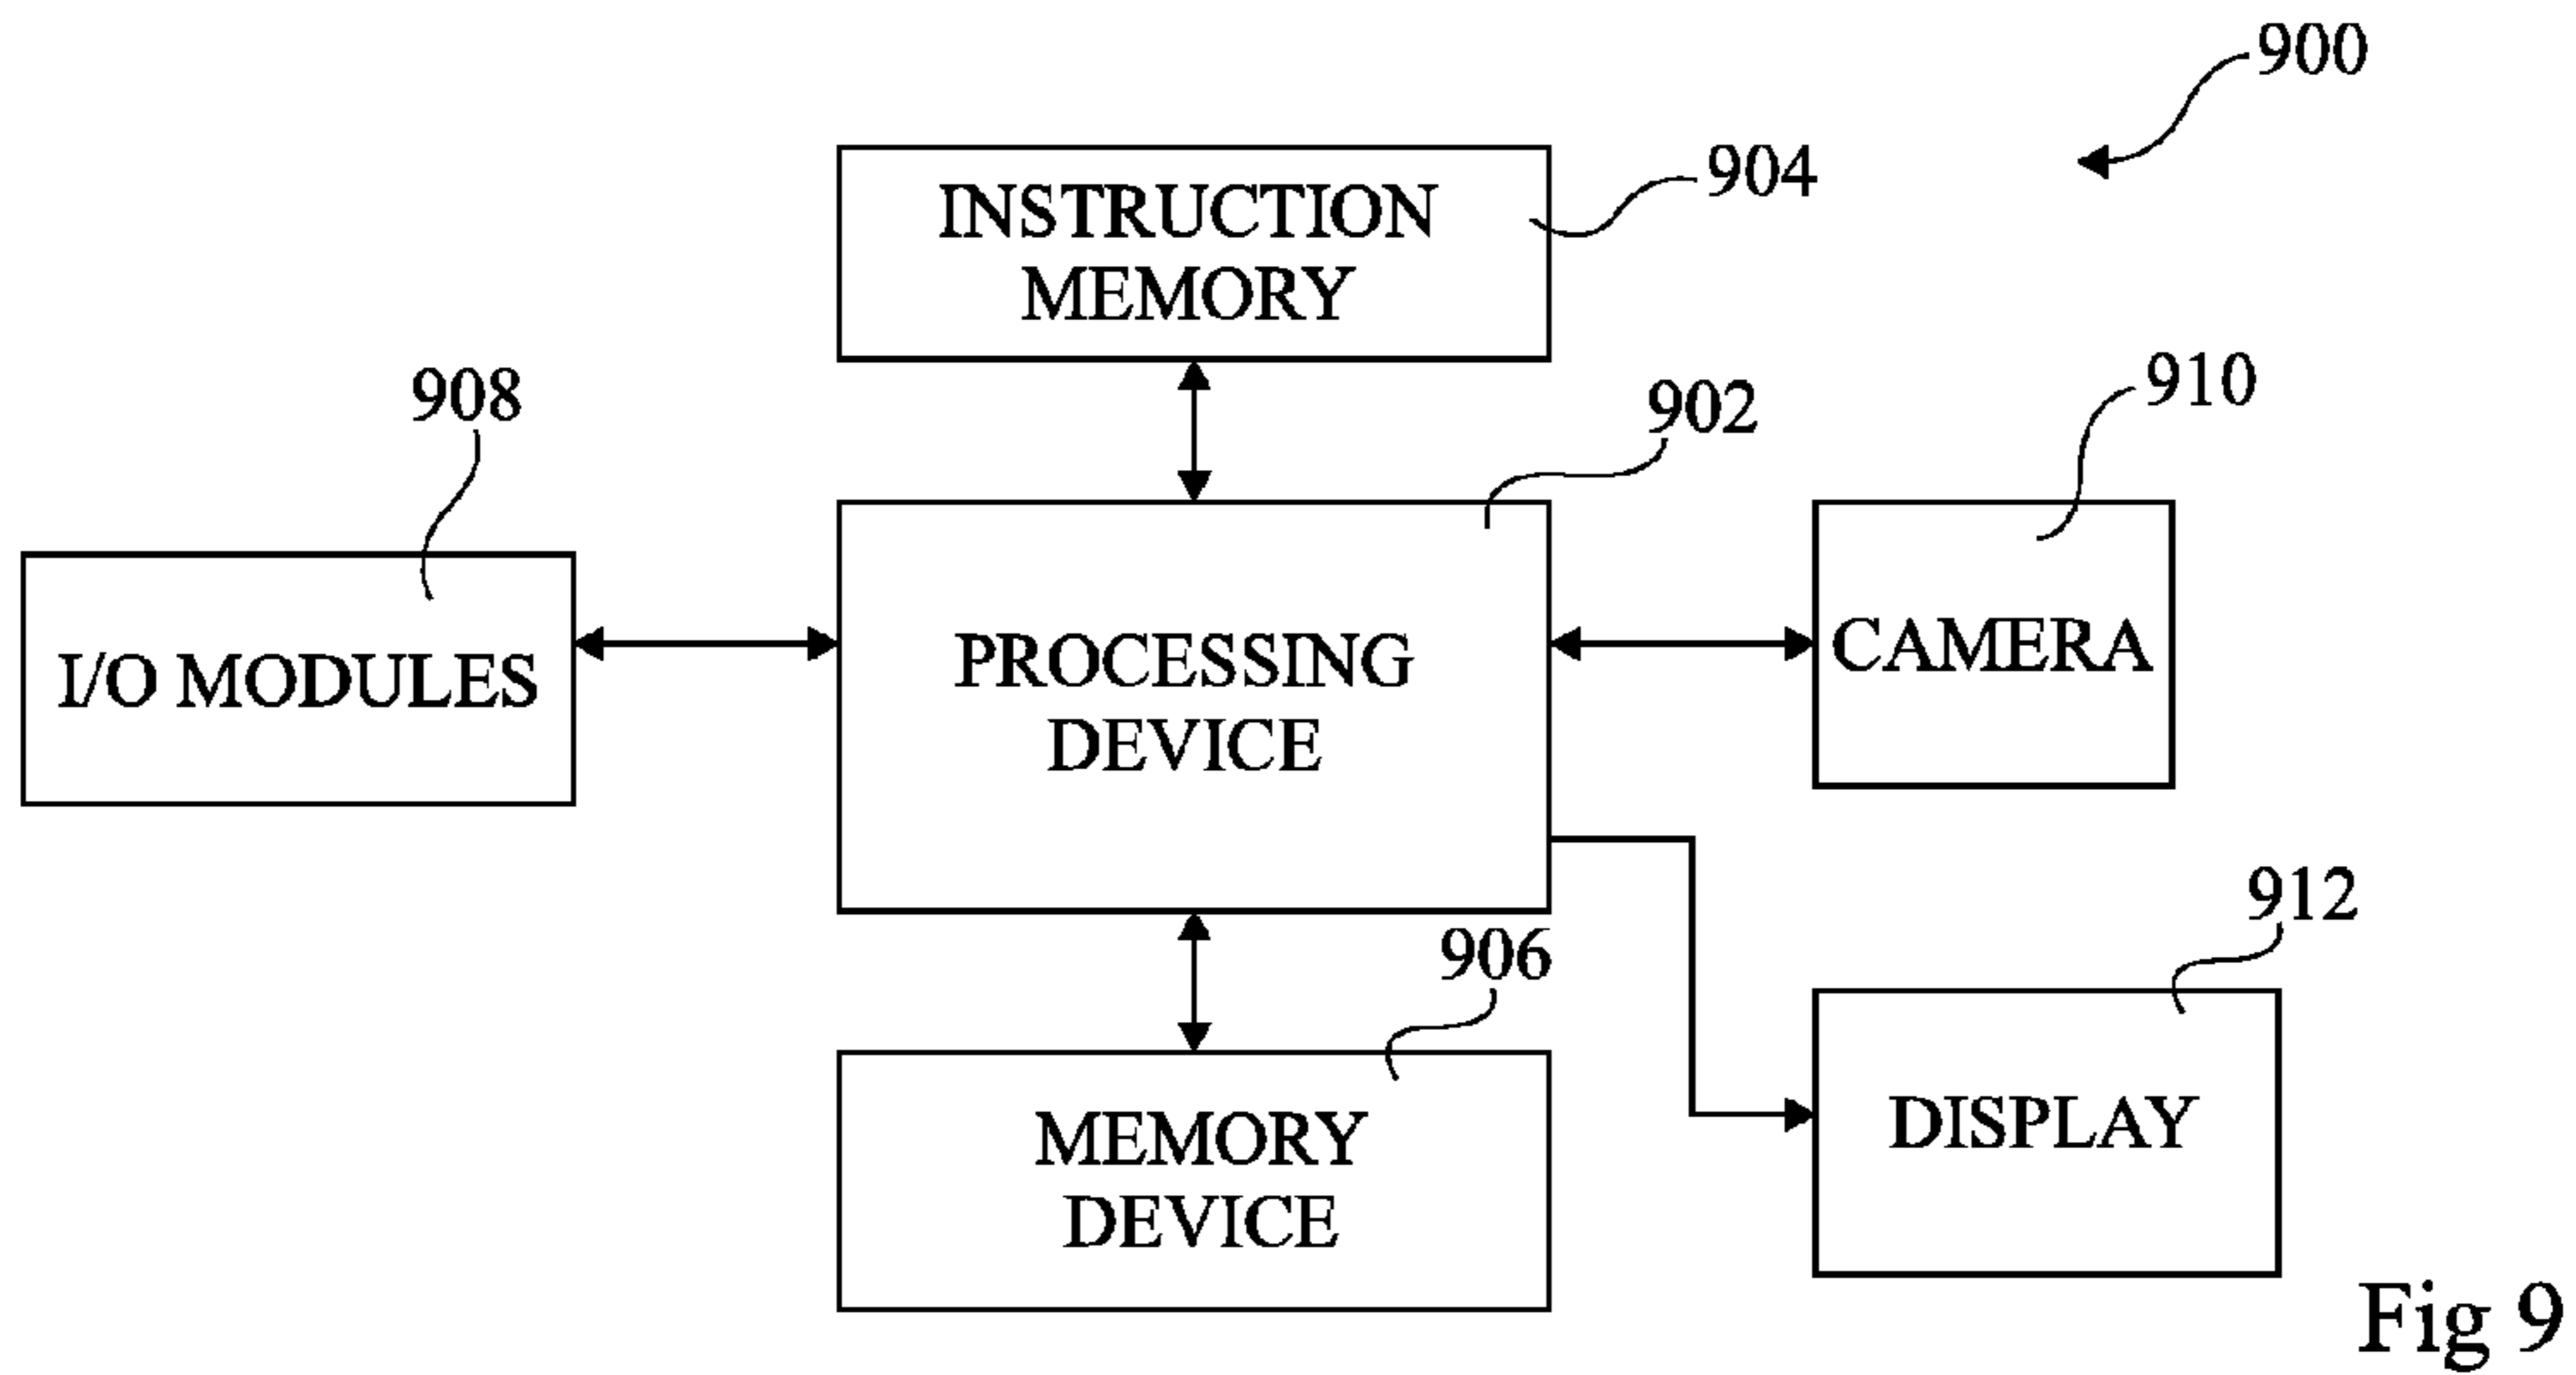 900
904
INSTRUCTION
MEMORY
908
902
910
I/O MODULES
PROCESSING
DEVICE
CAMERA
906
912
MEMORY
DEVICE
DISPLAY
Fig 9